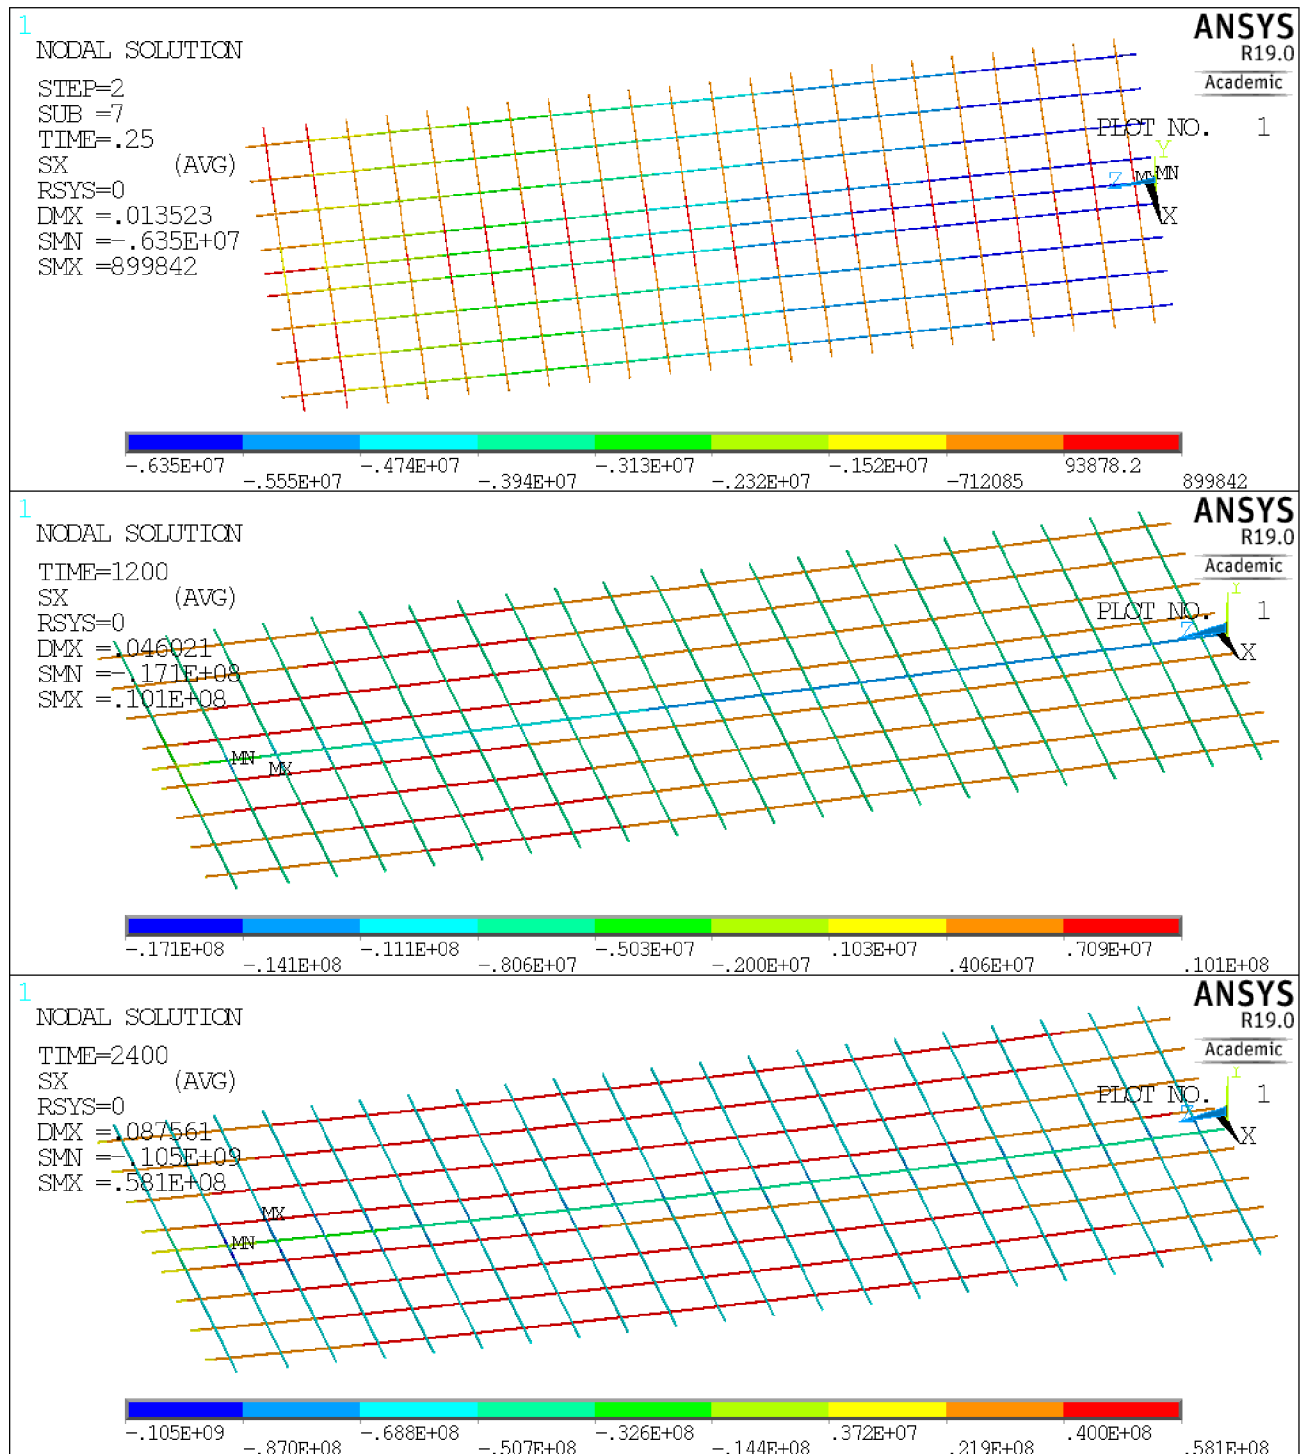 1
ANSYS
R19.0
Academic
NODAL SOLUTION
STEP=2
SUB =7
TIME=.25
SX (AVG)
RSYS=0
DMX =.013523
SMN =-.635E+07
SMX =899842
PLOT NO. 1
Y
Z
MN
X
-.635E+07 -.474E+07 -.313E+07 -.152E+07 93878.2
-.555E+07 -.394E+07 -.232E+07 -712085 899842
1
ANSYS
R19.0
Academic
NODAL SOLUTION
TIME=1200
SX (AVG)
RSYS=0
DMX =.046021
SMN =-.171E+08
SMX =.101E+08
PLOT NO. 1
Y
Z
X
MN
MX
-.171E+08 -.111E+08 -.503E+07 .103E+07 .709E+07
-.141E+08 -.806E+07 -.200E+07 .406E+07 .101E+08
1
ANSYS
R19.0
Academic
NODAL SOLUTION
TIME=2400
SX (AVG)
RSYS=0
DMX =.087561
SMN =-.105E+09
SMX =.581E+08
PLOT NO. 1
Y
Z
X
MX
MN
-.105E+09 -.688E+08 -.326E+08 .372E+07 .400E+08
-.870E+08 -.507E+08 -.144E+08 .219E+08 .581E+08